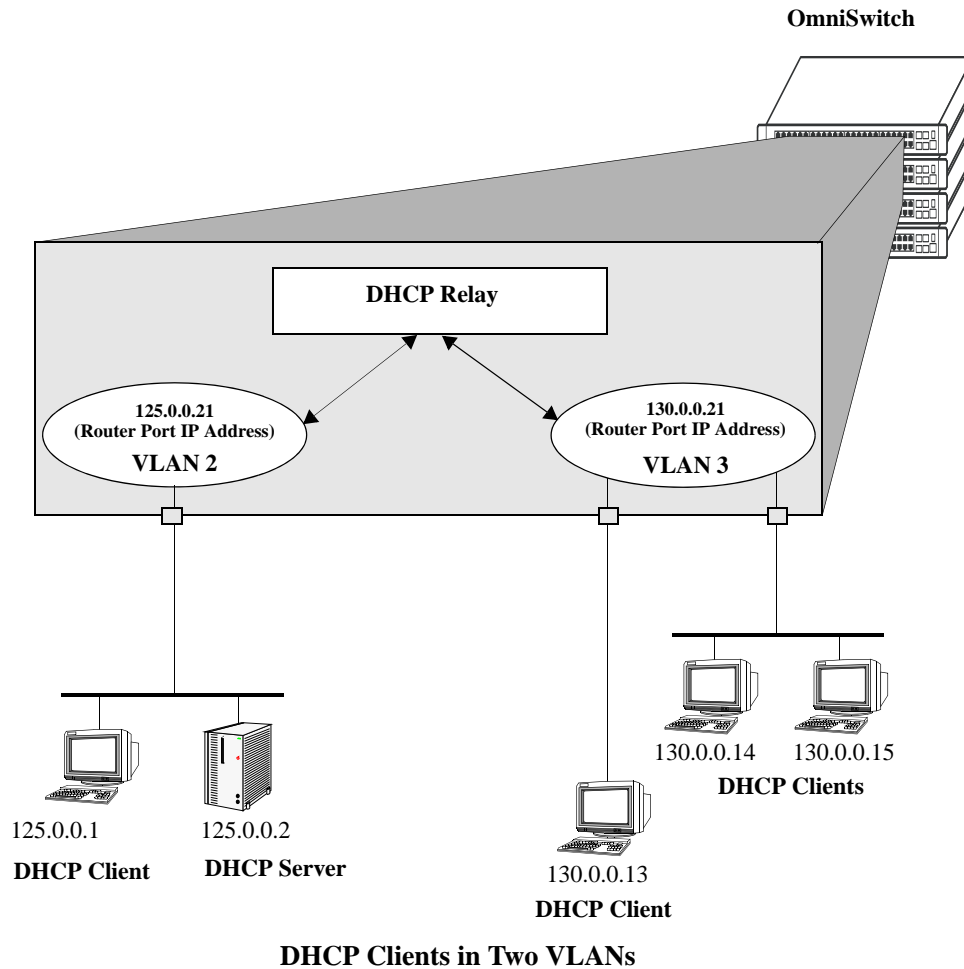 OmniSwitch
DHCP Relay
125.0.0.21
(Router Port IP Address)
VLAN 2
130.0.0.21
(Router Port IP Address)
VLAN 3
125.0.0.1
DHCP Client
125.0.0.2
DHCP Server
130.0.0.13
DHCP Client
130.0.0.14
130.0.0.15
DHCP Clients
DHCP Clients in Two VLANs